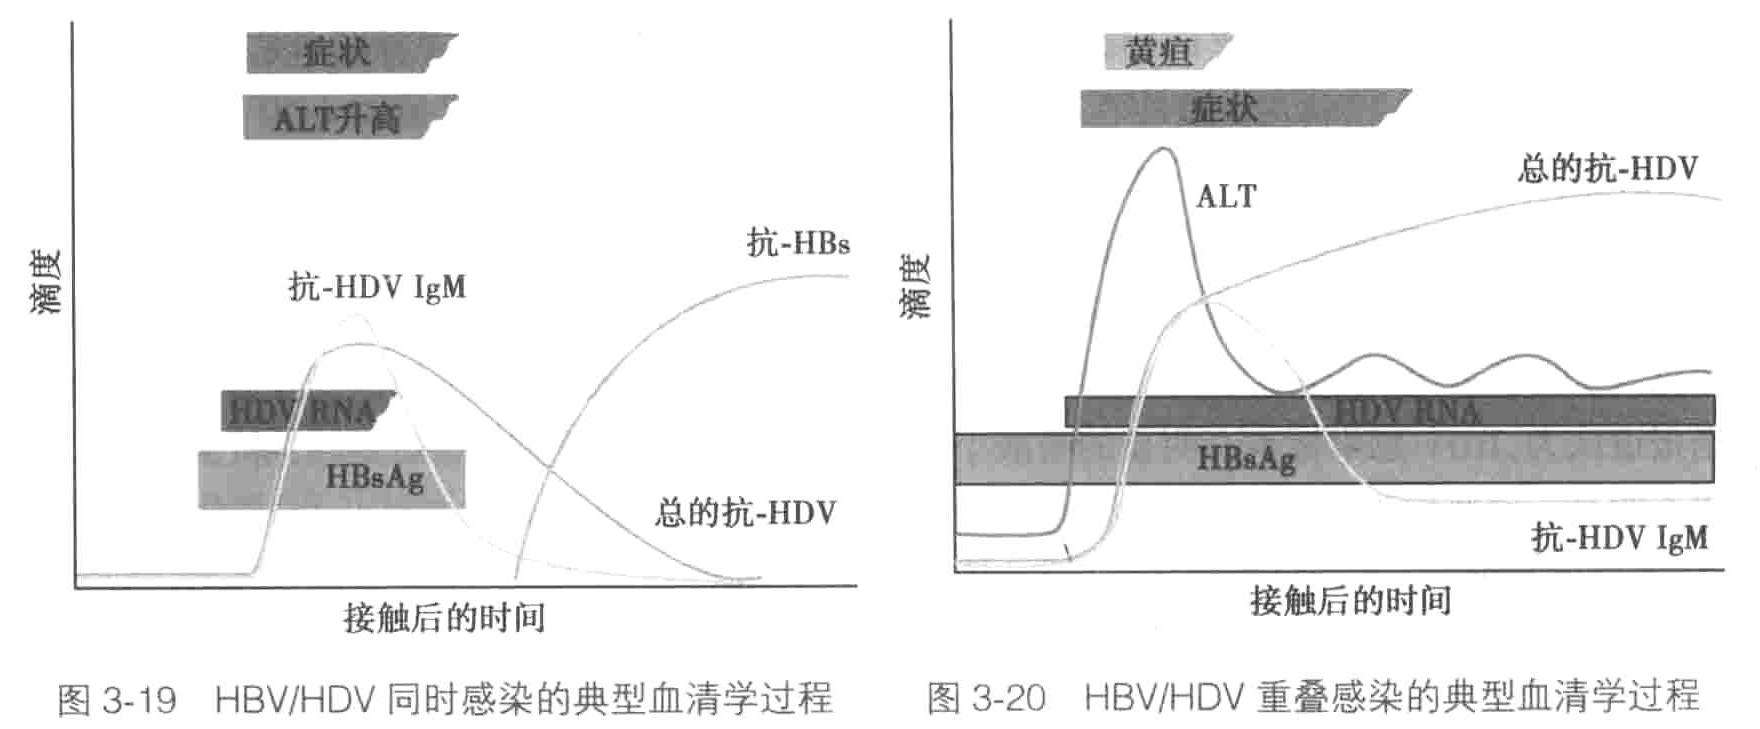 症状
ALT升高
抗-HBs
抗-HDV IgM
HDV RNA
HBsAg
总的抗-HDV
滴度
接触后的时间
图 3-19 HBV/HDV 同时感染的典型血清学过程
黄疸
症状
总的抗-HDV
ALT
HDV RNA
HBsAg
抗-HDV IgM
滴度
接触后的时间
图 3-20 HBV/HDV 重叠感染的典型血清学过程